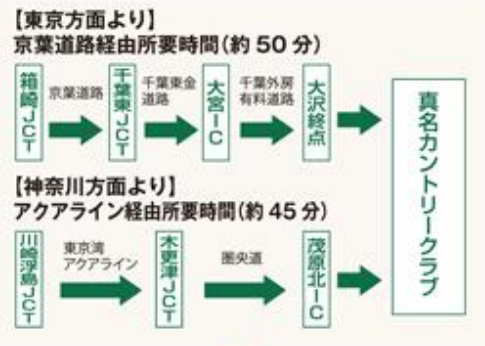 【東京方面より】
京葉道路経由所要時間(約50分)
箱崎JCT
京葉道路
千葉東JCT
千葉東金
道路
大宮IC
千葉外房
有料道路
大沢終点
真名カントリークラブ
【神奈川方面より】
アクアライン経由所要時間(約45分)
川崎浮島JCT
東京湾
アクアライン
木更津JCT
圏央道
茂原北IC